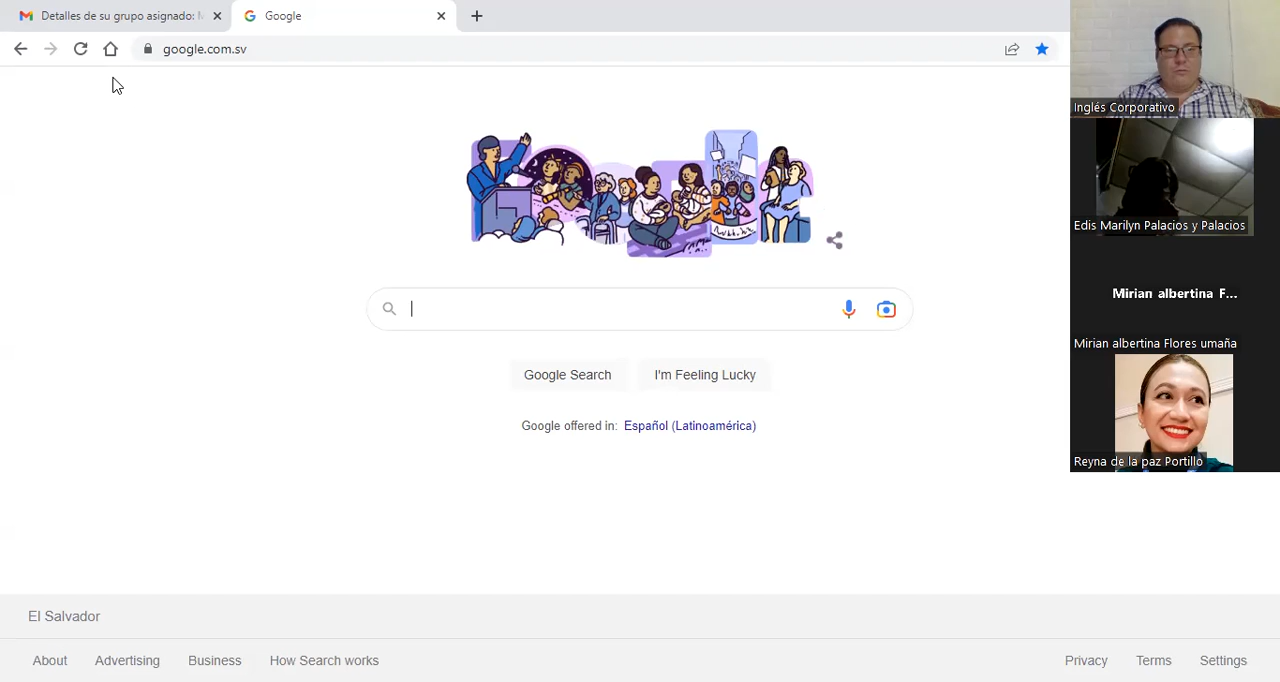 Detalles de su grupo asignado: M
Google
google.com.sv
Google Search
I'm Feeling Lucky
Google offered in: Español (Latinoamérica)
El Salvador
About
Advertising
Business
How Search works
Privacy
Terms
Settings
Inglés Corporativo
Edis Marilyn Palacios y Palacios
Mirian albertina F...
Mirian albertina Flores umaña
Reyna de la paz Portillo